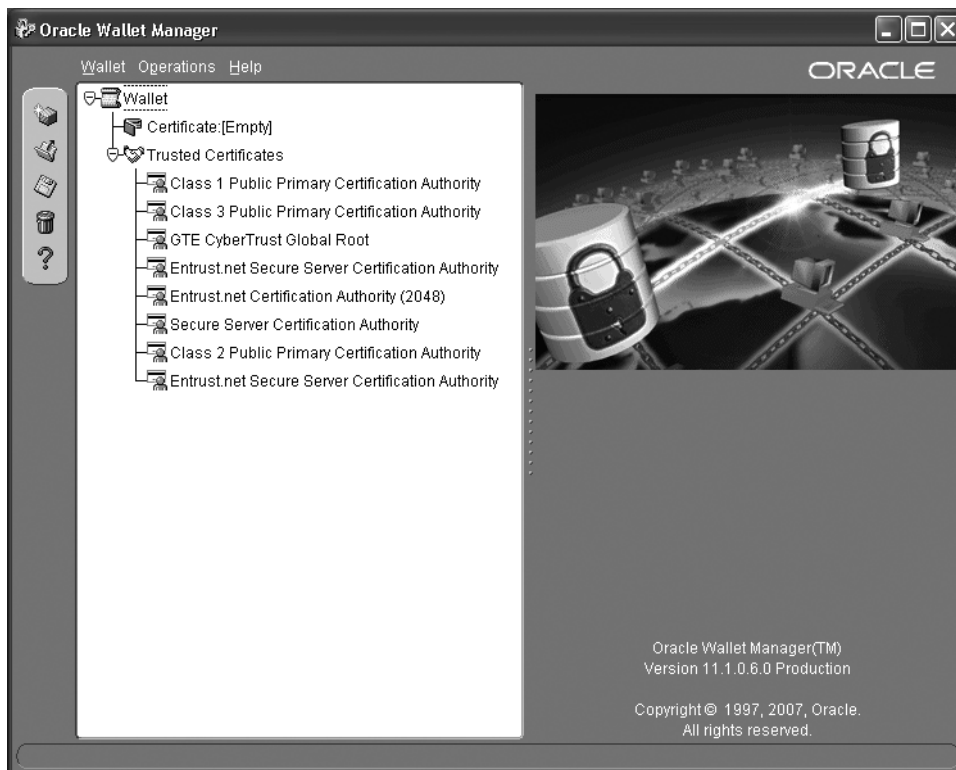 Oracle Wallet Manager
Wallet Operations Help
ORACLE
Wallet
Certificate:[Empty]
Trusted Certificates
Class 1 Public Primary Certification Authority
Class 3 Public Primary Certification Authority
GTE CyberTrust Global Root
Entrust.net Secure Server Certification Authority
Entrust.net Certification Authority (2048)
Secure Server Certification Authority
Class 2 Public Primary Certification Authority
Entrust.net Secure Server Certification Authority
Oracle Wallet Manager(TM)
Version 11.1.0.6.0 Production
Copyright© 1997, 2007, Oracle.
All rights reserved.